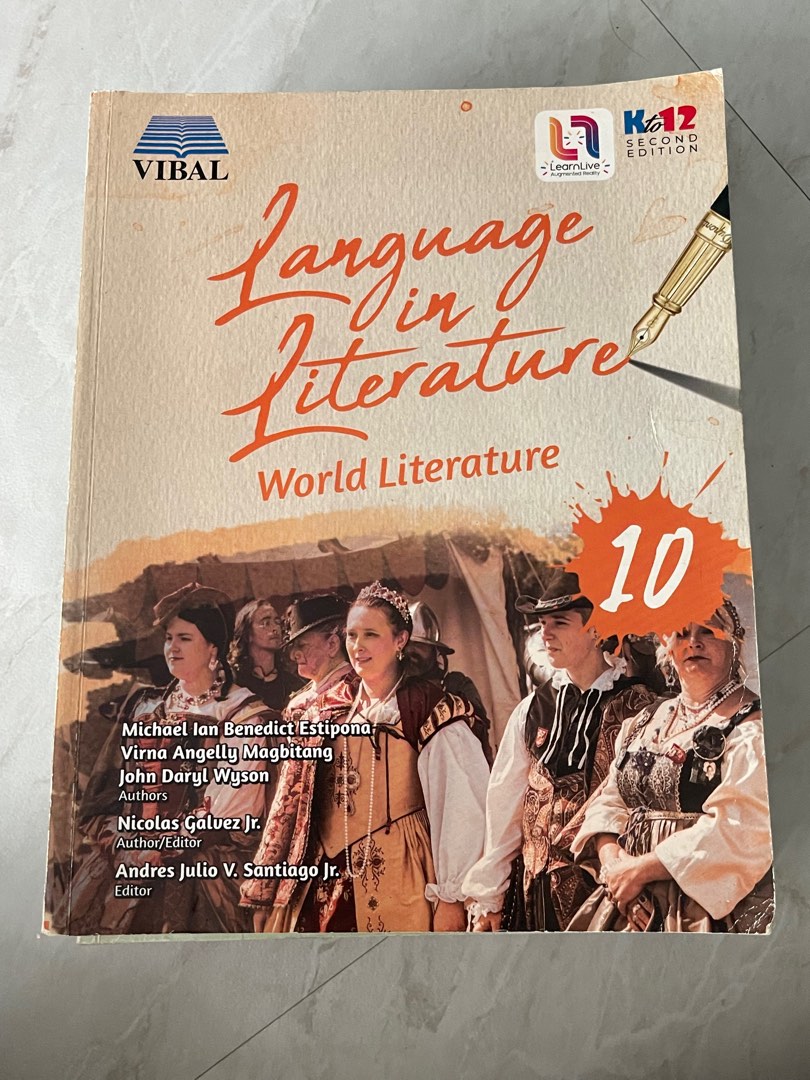 VIBAL
LearnLive
Augmented Reality
K to 12
SECOND
EDITION
Language
in
Literature
World Literature
10
Michael Ian Benedict Estipona
Virna Angelly Magbitang
John Daryl Wyson
Authors
Nicolas Galvez Jr.
Author/Editor
Andres Julio V. Santiago Jr.
Editor